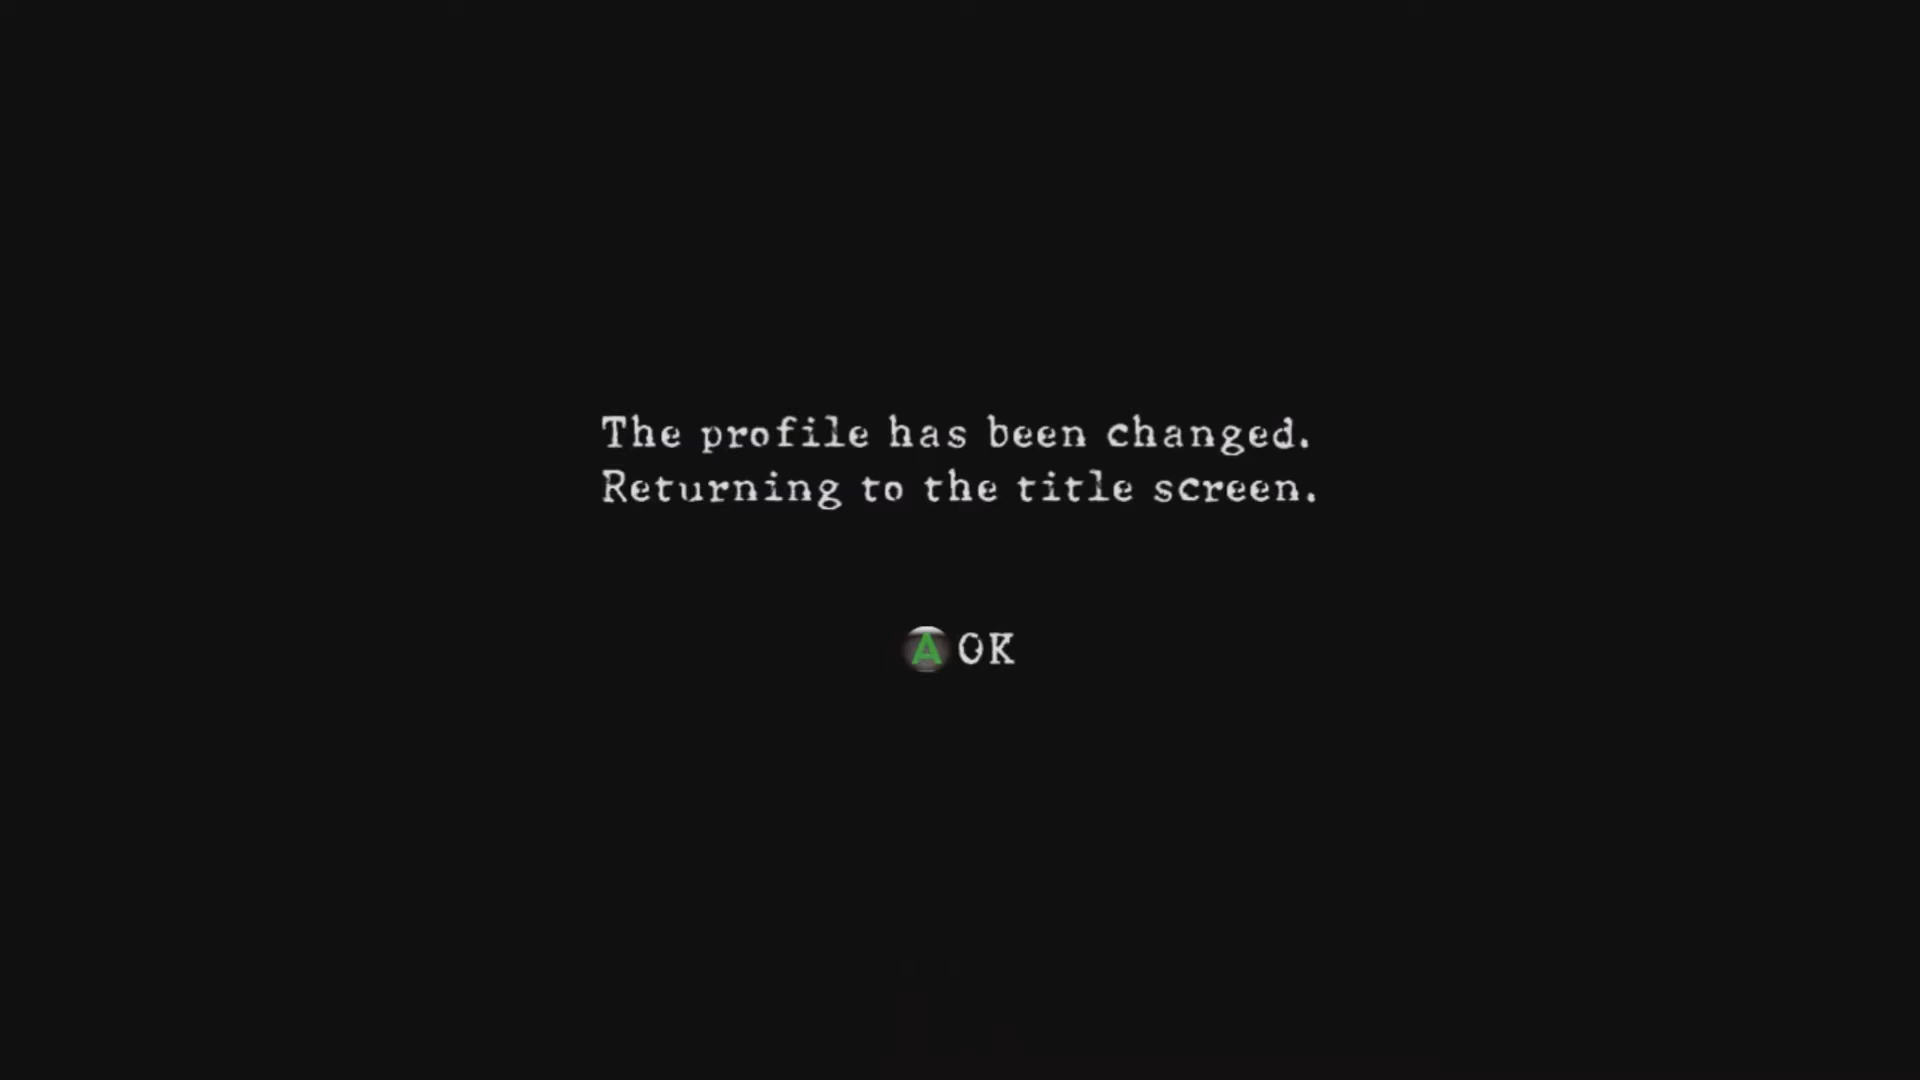 The profile has been changed.
Returning to the title screen.
A OK